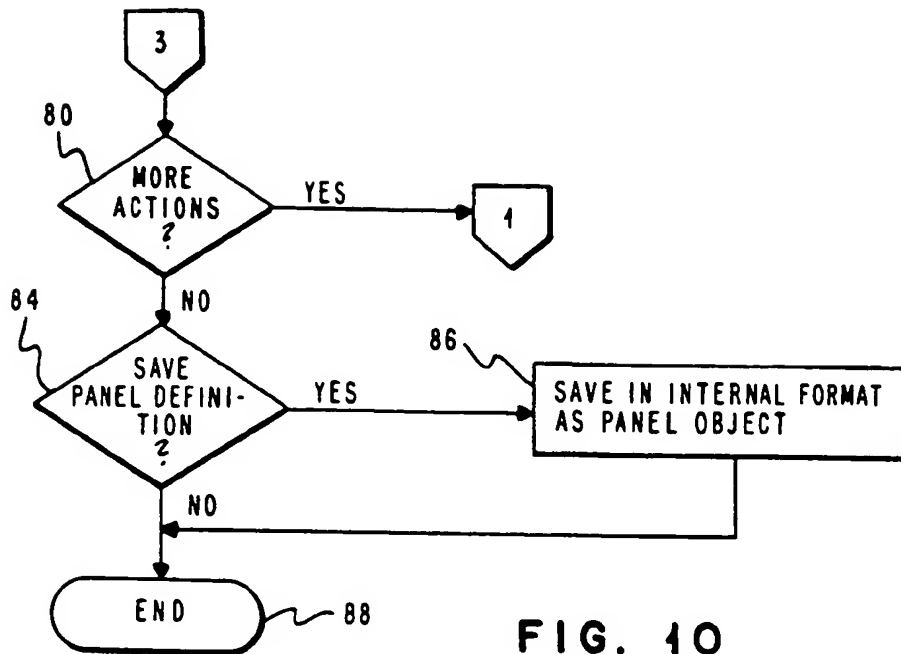 3
80
MORE
ACTIONS
?
YES
1
NO
84
SAVE
PANEL DEFINI-
TION
?
YES
86
SAVE IN INTERNAL FORMAT
AS PANEL OBJECT
NO
END
88
FIG. 10